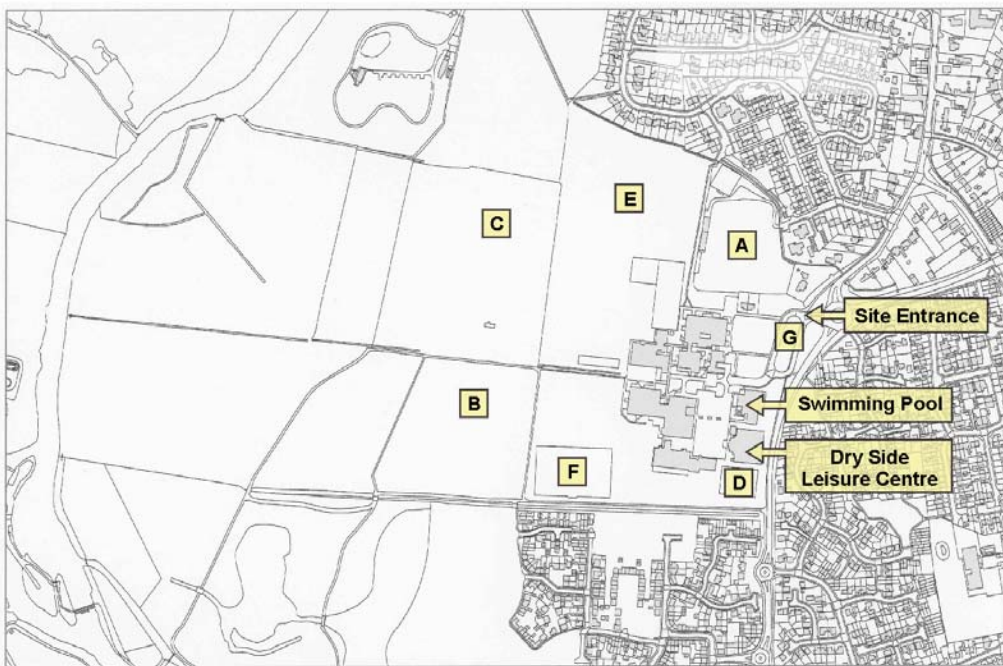 E
C
A
Site Entrance
G
B
Swimming Pool
Dry Side
Leisure Centre
F
D